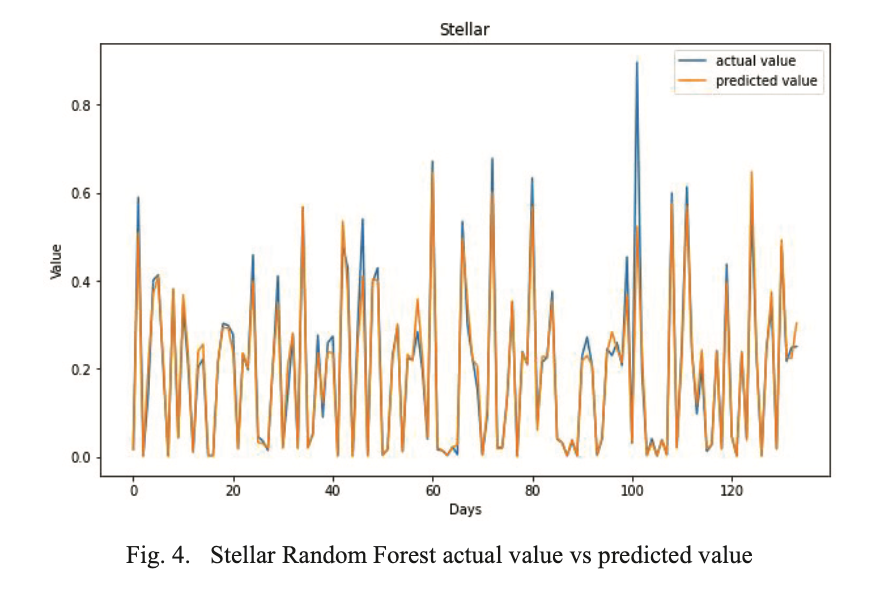 Stellar
actual value
predicted value
0.8
0.6
0.4
0.2
0.0
Value
0 20 40 60 80 100 120
Days
Fig. 4. Stellar Random Forest actual value vs predicted value